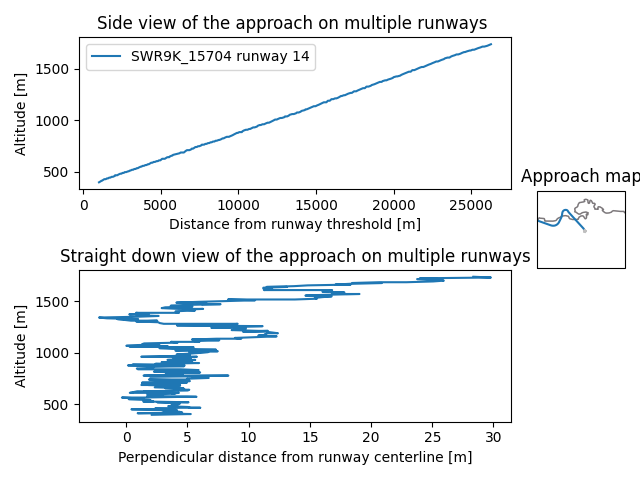 Side view of the approach on multiple runways
SWR9K_15704 runway 14
Altitude [m]
1500
1000
500
0 5000 10000 15000 20000 25000
Distance from runway threshold [m]
Approach map
Straight down view of the approach on multiple runways
Altitude [m]
1500
1000
500
0 5 10 15 20 25 30
Perpendicular distance from runway centerline [m]